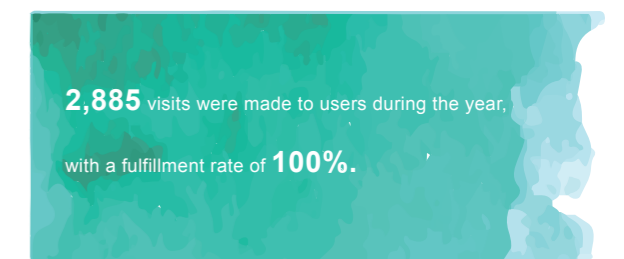 2,885 visits were made to users during the year,
with a fulfillment rate of 100%.